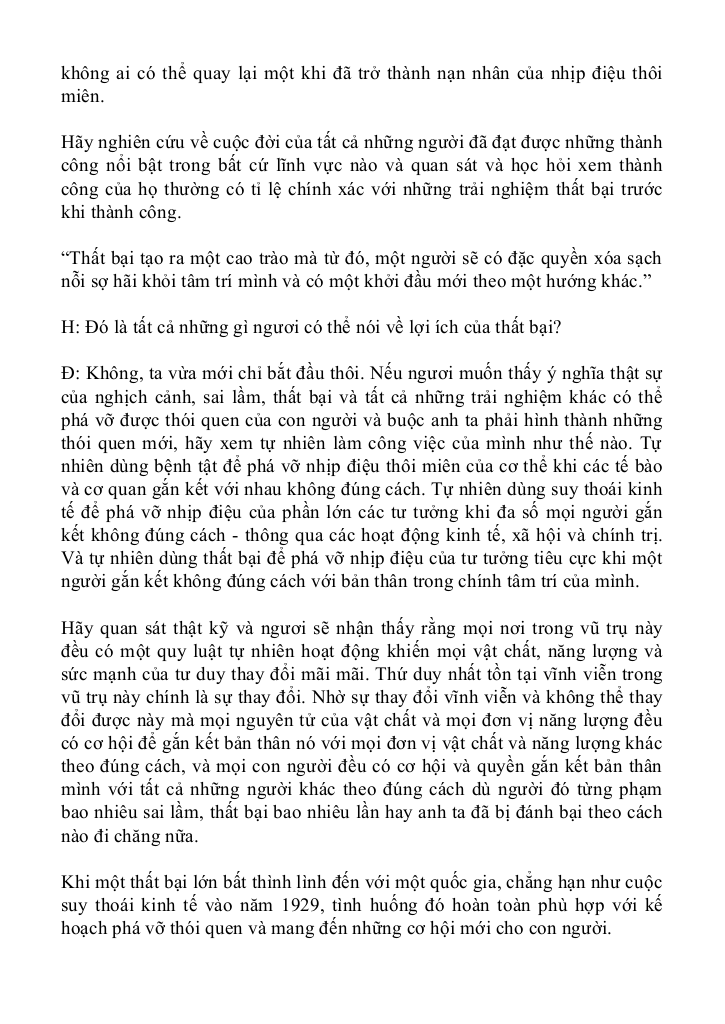 không ai có thể quay lại một khi đã trở thành nạn nhân của nhịp điệu thôi
miên.
Hãy nghiên cứu về cuộc đời của tất cả những người đã đạt được những thành
công nổi bật trong bất cứ lĩnh vực nào và quan sát và học hỏi xem thành
công của họ thường có tỉ lệ chính xác với những trải nghiệm thất bại trước
khi thành công.
“Thất bại tạo ra một cao trào mà từ đó, một người sẽ có đặc quyền xóa sạch
nỗi sợ hãi khỏi tâm trí mình và có một khởi đầu mới theo một hướng khác.”
H: Đó là tất cả những gì ngươi có thể nói về lợi ích của thất bại?
Đ: Không, ta vừa mới chỉ bắt đầu thôi. Nếu ngươi muốn thấy ý nghĩa thật sự
của nghịch cảnh, sai lầm, thất bại và tất cả những trải nghiệm khác có thể
phá vỡ được thói quen của con người và buộc anh ta phải hình thành những
thói quen mới, hãy xem tự nhiên làm công việc của mình như thế nào. Tự
nhiên dùng bệnh tật để phá vỡ nhịp điệu thôi miên của cơ thể khi các tế bào
và cơ quan gắn kết với nhau không đúng cách. Tự nhiên dùng suy thoái kinh
tế để phá vỡ nhịp điệu của phần lớn các tư tưởng khi đa số mọi người gắn
kết không đúng cách - thông qua các hoạt động kinh tế, xã hội và chính trị.
Và tự nhiên dùng thất bại để phá vỡ nhịp điệu của tư tưởng tiêu cực khi một
người gắn kết không đúng cách với bản thân trong chính tâm trí của mình.
Hãy quan sát thật kỹ và ngươi sẽ nhận thấy rằng mọi nơi trong vũ trụ này
đều có một quy luật tự nhiên hoạt động khiến mọi vật chất, năng lượng và
sức mạnh của tư duy thay đổi mãi mãi. Thứ duy nhất tồn tại vĩnh viễn trong
vũ trụ này chính là sự thay đổi. Nhờ sự thay đổi vĩnh viễn và không thể thay
đổi được này mà mọi nguyên tử của vật chất và mọi đơn vị năng lượng đều
có cơ hội để gắn kết bản thân nó với mọi đơn vị vật chất và năng lượng khác
theo đúng cách, và mọi con người đều có cơ hội và quyền gắn kết bản thân
mình với tất cả những người khác theo đúng cách dù người đó từng phạm
bao nhiêu sai lầm, thất bại bao nhiêu lần hay anh ta đã bị đánh bại theo cách
nào đi chăng nữa.
Khi một thất bại lớn bất thình lình đến với một quốc gia, chẳng hạn như cuộc
suy thoái kinh tế vào năm 1929, tình huống đó hoàn toàn phù hợp với kế
hoạch phá vỡ thói quen và mang đến những cơ hội mới cho con người.